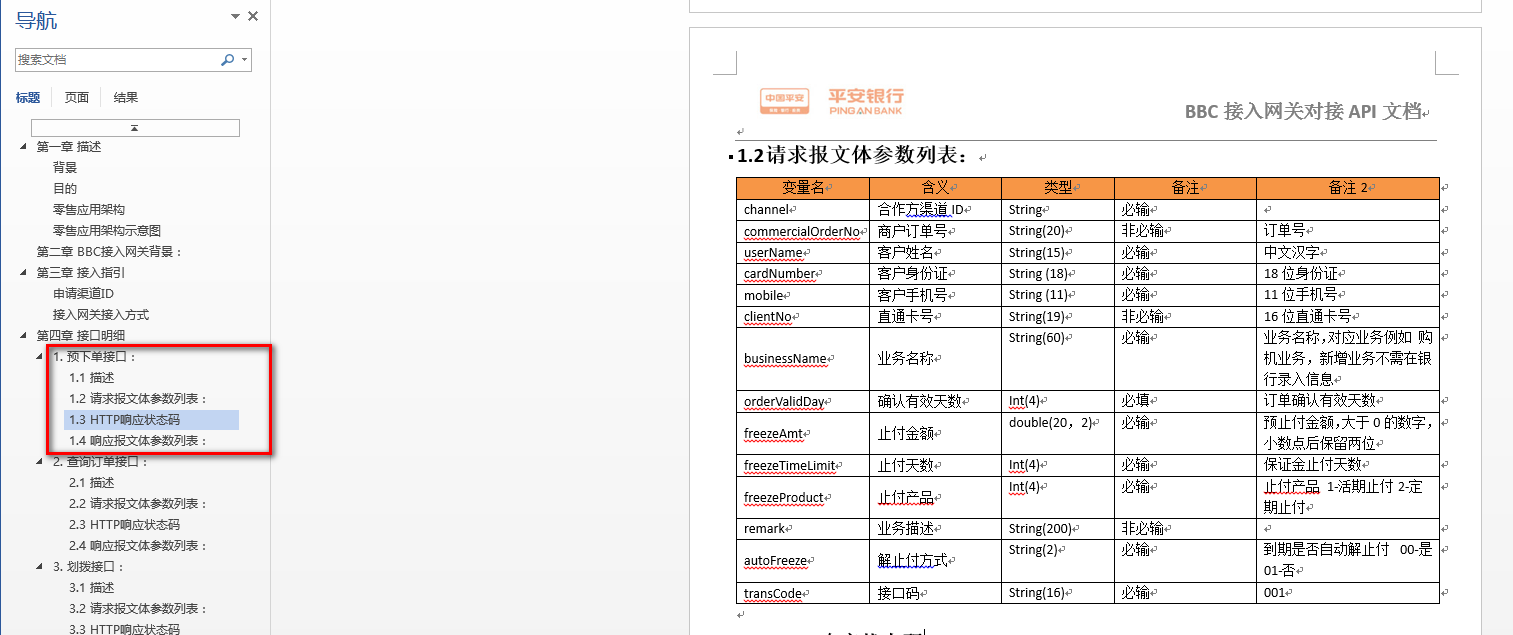 导航
搜索文档
标题 页面 结果
第一章 描述
背景
目的
零售应用架构
零售应用架构示意图
第二章 BBC接入网关背景：
第三章 接入指引
申请渠道ID
接入网关接入方式
第四章 接口明细
1. 预下单接口：
1.1 描述
1.2 请求报文体参数列表：
1.3 HTTP响应状态码
1.4 响应报文体参数列表：
2. 查询订单接口：
2.1 描述
2.2 请求报文体参数列表：
2.3 HTTP响应状态码
2.4 响应报文体参数列表：
3. 划拨接口：
3.1 描述
3.2 请求报文体参数列表：
3.3 HTTP响应状态码
中国平安
平安银行
PING AN BANK
BBC 接入网关对接 API 文档
1.2请求报文体参数列表：
变量名 含义 类型 备注 备注 2
channel 合作方渠道 ID String 必输
commercialOrderNo 商户订单号 String(20) 非必输 订单号
userName 客户姓名 String(15) 必输 中文汉字
cardNumber 客户身份证 String (18) 必输 18 位身份证
mobile 客户手机号 String (11) 必输 11 位手机号
clientNo 直通卡号 String(19) 非必输 16 位直通卡号
businessName 业务名称 String(60) 必输 业务名称,对应业务例如 购
机业务，新增业务不需在银
行录入信息
orderValidDay 确认有效天数 Int(4) 必填 订单确认有效天数
freezeAmt 止付金额 double(20，2) 必输 预止付金额,大于 0 的数字，
小数点后保留两位
freezeTimeLimit 止付天数 Int(4) 必输 保证金止付天数
freezeProduct 止付产品 Int(4) 必输 止付产品 1-活期止付 2-定
期止付
remark 业务描述 String(200) 非必输
autoFreeze 解止付方式 String(2) 必输 到期是否自动解止付 00-是
01-否
transCode 接口码 String(16) 必输 001